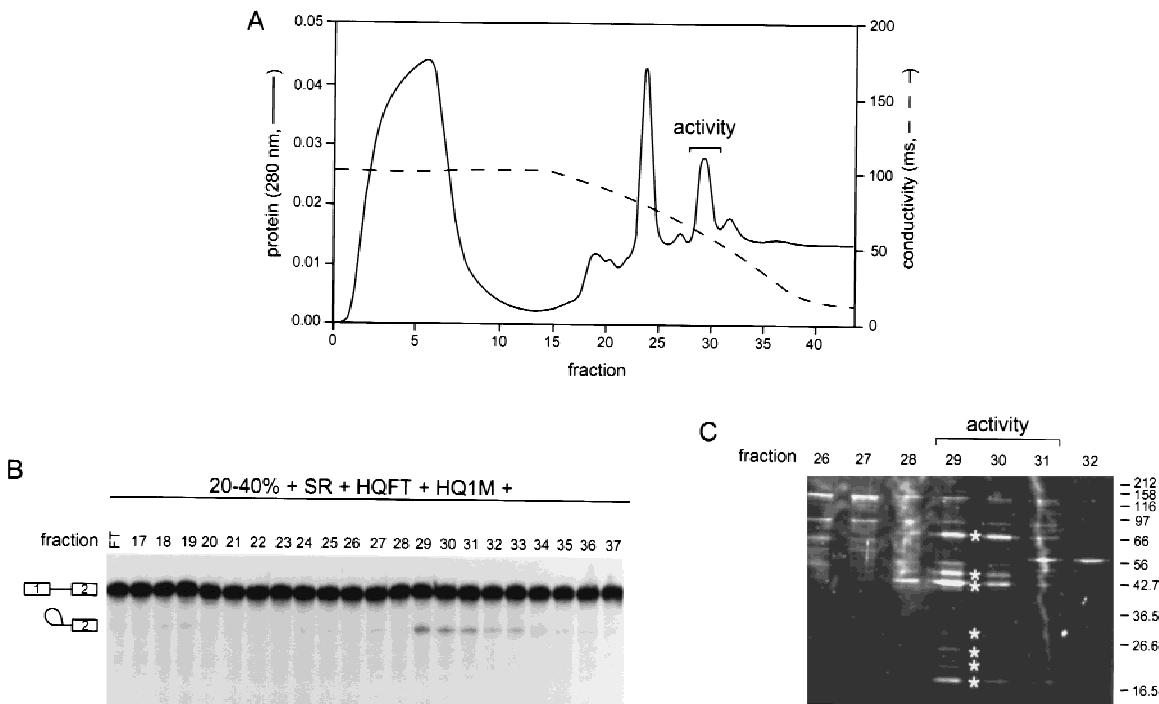 A
protein (280 nm, ——)
0.05
0.04
0.03
0.02
0.01
0.00
200
150
100
50
0
conductivity (ms, – – –)
activity
0 5 10 15 20 25 30 35 40
fraction
B
20-40% + SR + HQFT + HQ1M +
fraction FT 17 18 19 20 21 22 23 24 25 26 27 28 29 30 31 32 33 34 35 36 37
1 2
2
C
activity
fraction 26 27 28 29 30 31 32
212
158
116
97
66
56
42.7
36.5
26.6
16.5
* * * * * * *